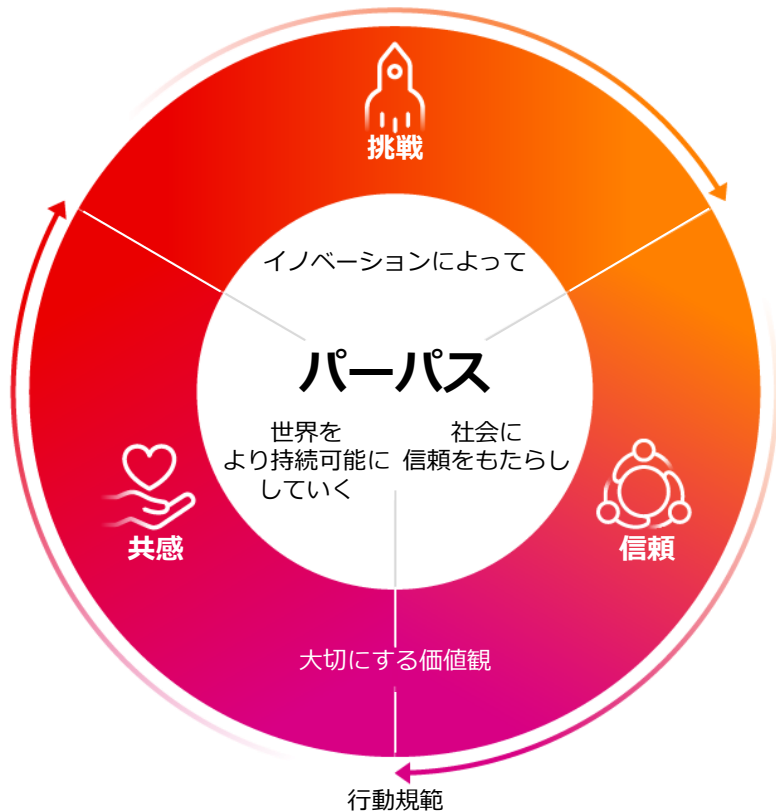 挑戦
イノベーションによって
パーパス
世界を
より持続可能に
していく
社会に
信頼をもたらし
共感
信頼
大切にする価値観
行動規範